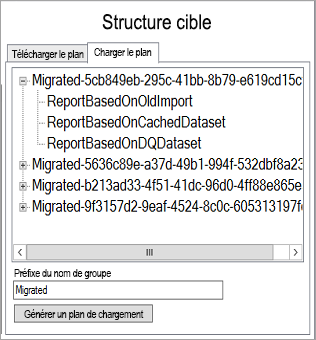 Structure cible
Télécharger le plan
Charger le plan
Migrated-5cb849eb-295c-41bb-8b79-e619cd15c
ReportBasedOnOldImport
ReportBasedOnCachedDataset
ReportBasedOnDQDataset
Migrated-5636c89e-a37d-49b1-994f-532dbf8a23
Migrated-b213ad33-4f51-41dc-96d0-4ff88e865e
Migrated-9f3157d2-9eaf-4524-8c0c-605313197fc
Préfixe du nom de groupe
Migrated
Générer un plan de chargement